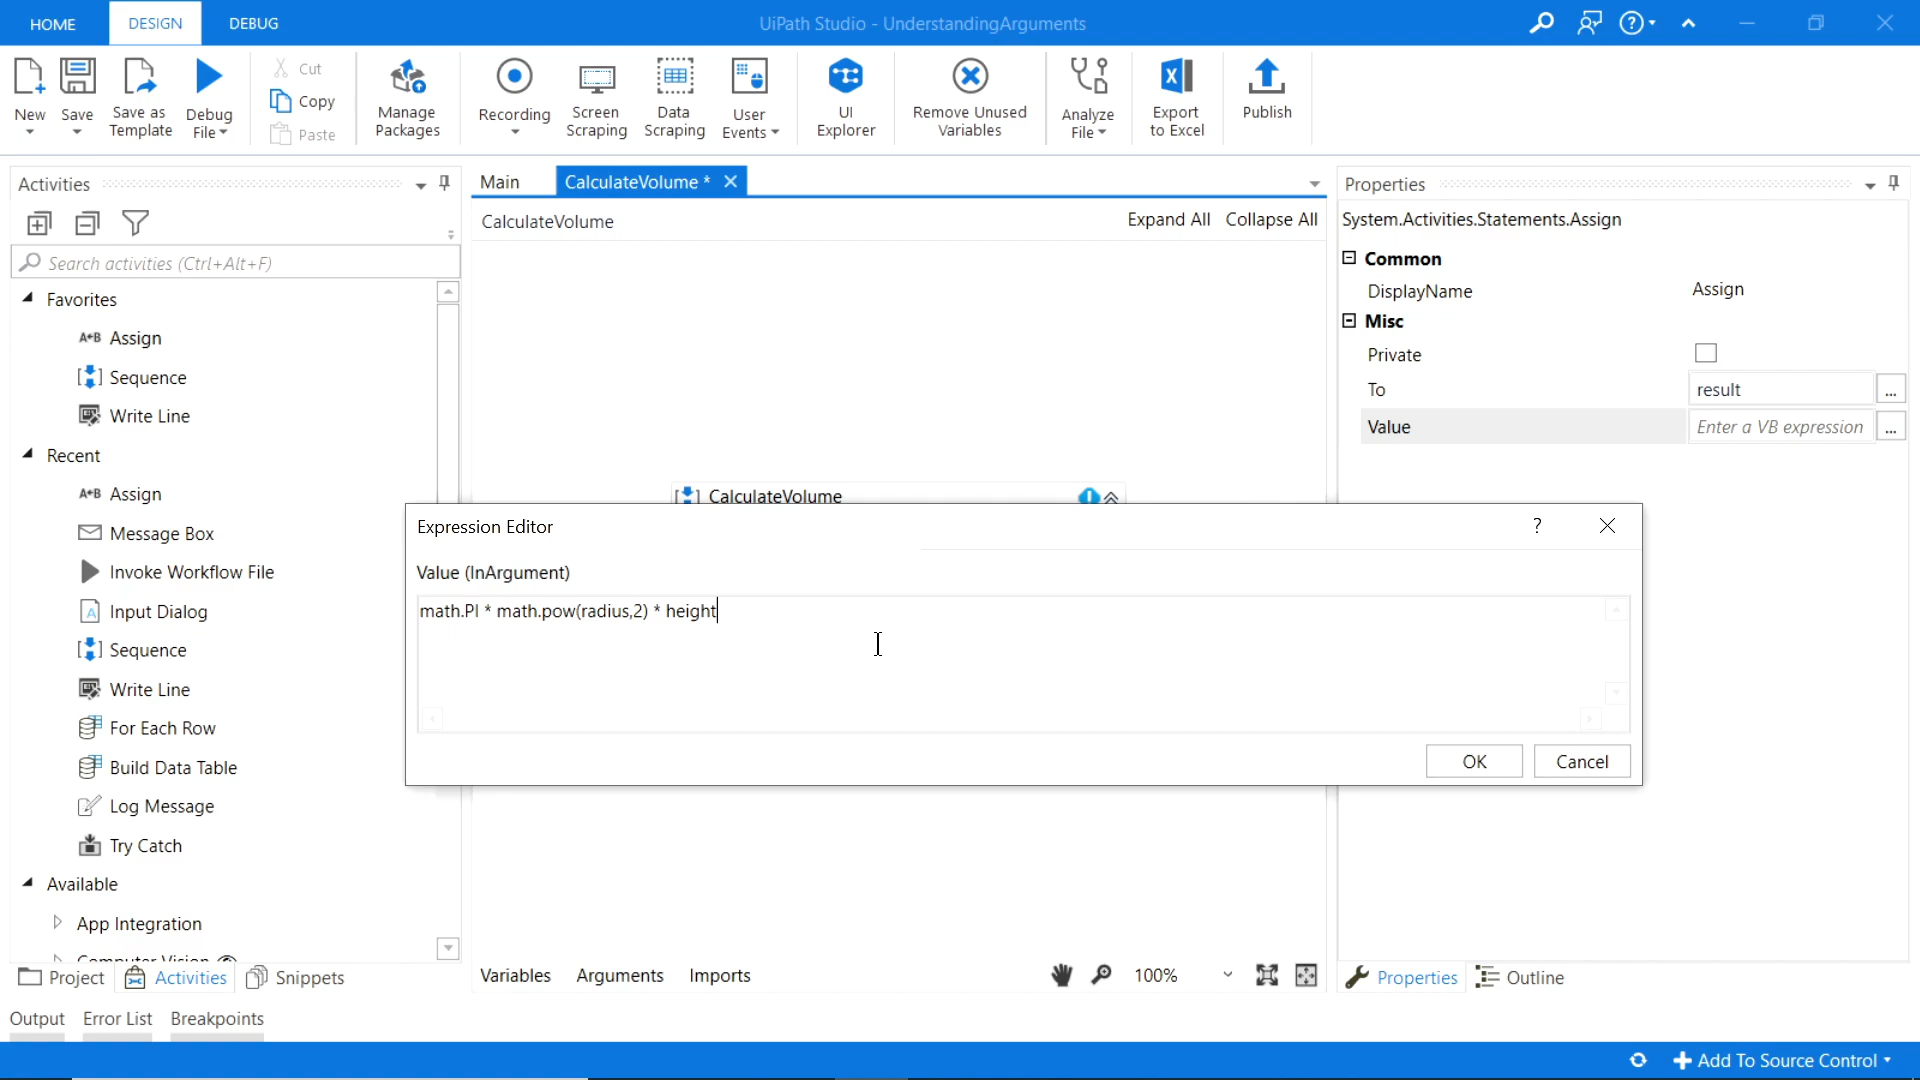 HOME DESIGN DEBUG UiPath Studio - UnderstandingArguments
New Save Save as Template Debug File Cut Copy Paste Manage Packages Recording Screen Scraping Data Scraping User Events UI Explorer Remove Unused Variables Analyze File Export to Excel Publish
Activities
Search activities (Ctrl+Alt+F)
Favorites
Assign
Sequence
Write Line
Recent
Assign
Message Box
Invoke Workflow File
Input Dialog
Sequence
Write Line
For Each Row
Build Data Table
Log Message
Try Catch
Available
App Integration
Computer Vision
Project Activities Snippets
Main CalculateVolume *
CalculateVolume Expand All Collapse All
CalculateVolume
Expression Editor ?
Value (InArgument)
math.PI * math.pow(radius,2) * height
OK Cancel
Variables Arguments Imports 100%
Properties
System.Activities.Statements.Assign
Common
DisplayName Assign
Misc
Private
To result ...
Value Enter a VB expression ...
Properties Outline
Output Error List Breakpoints
Add To Source Control